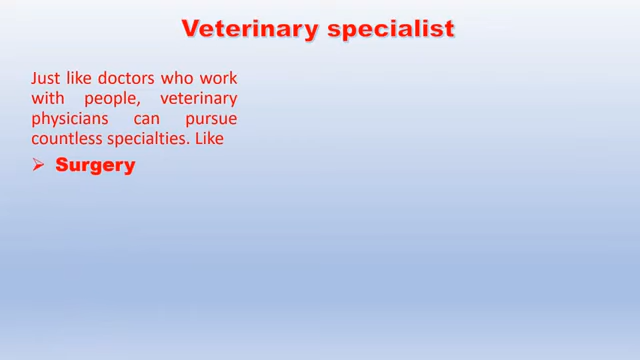 Veterinary specialist
Just like doctors who work
with people, veterinary
physicians can pursue
countless specialties. Like
➢ Surgery